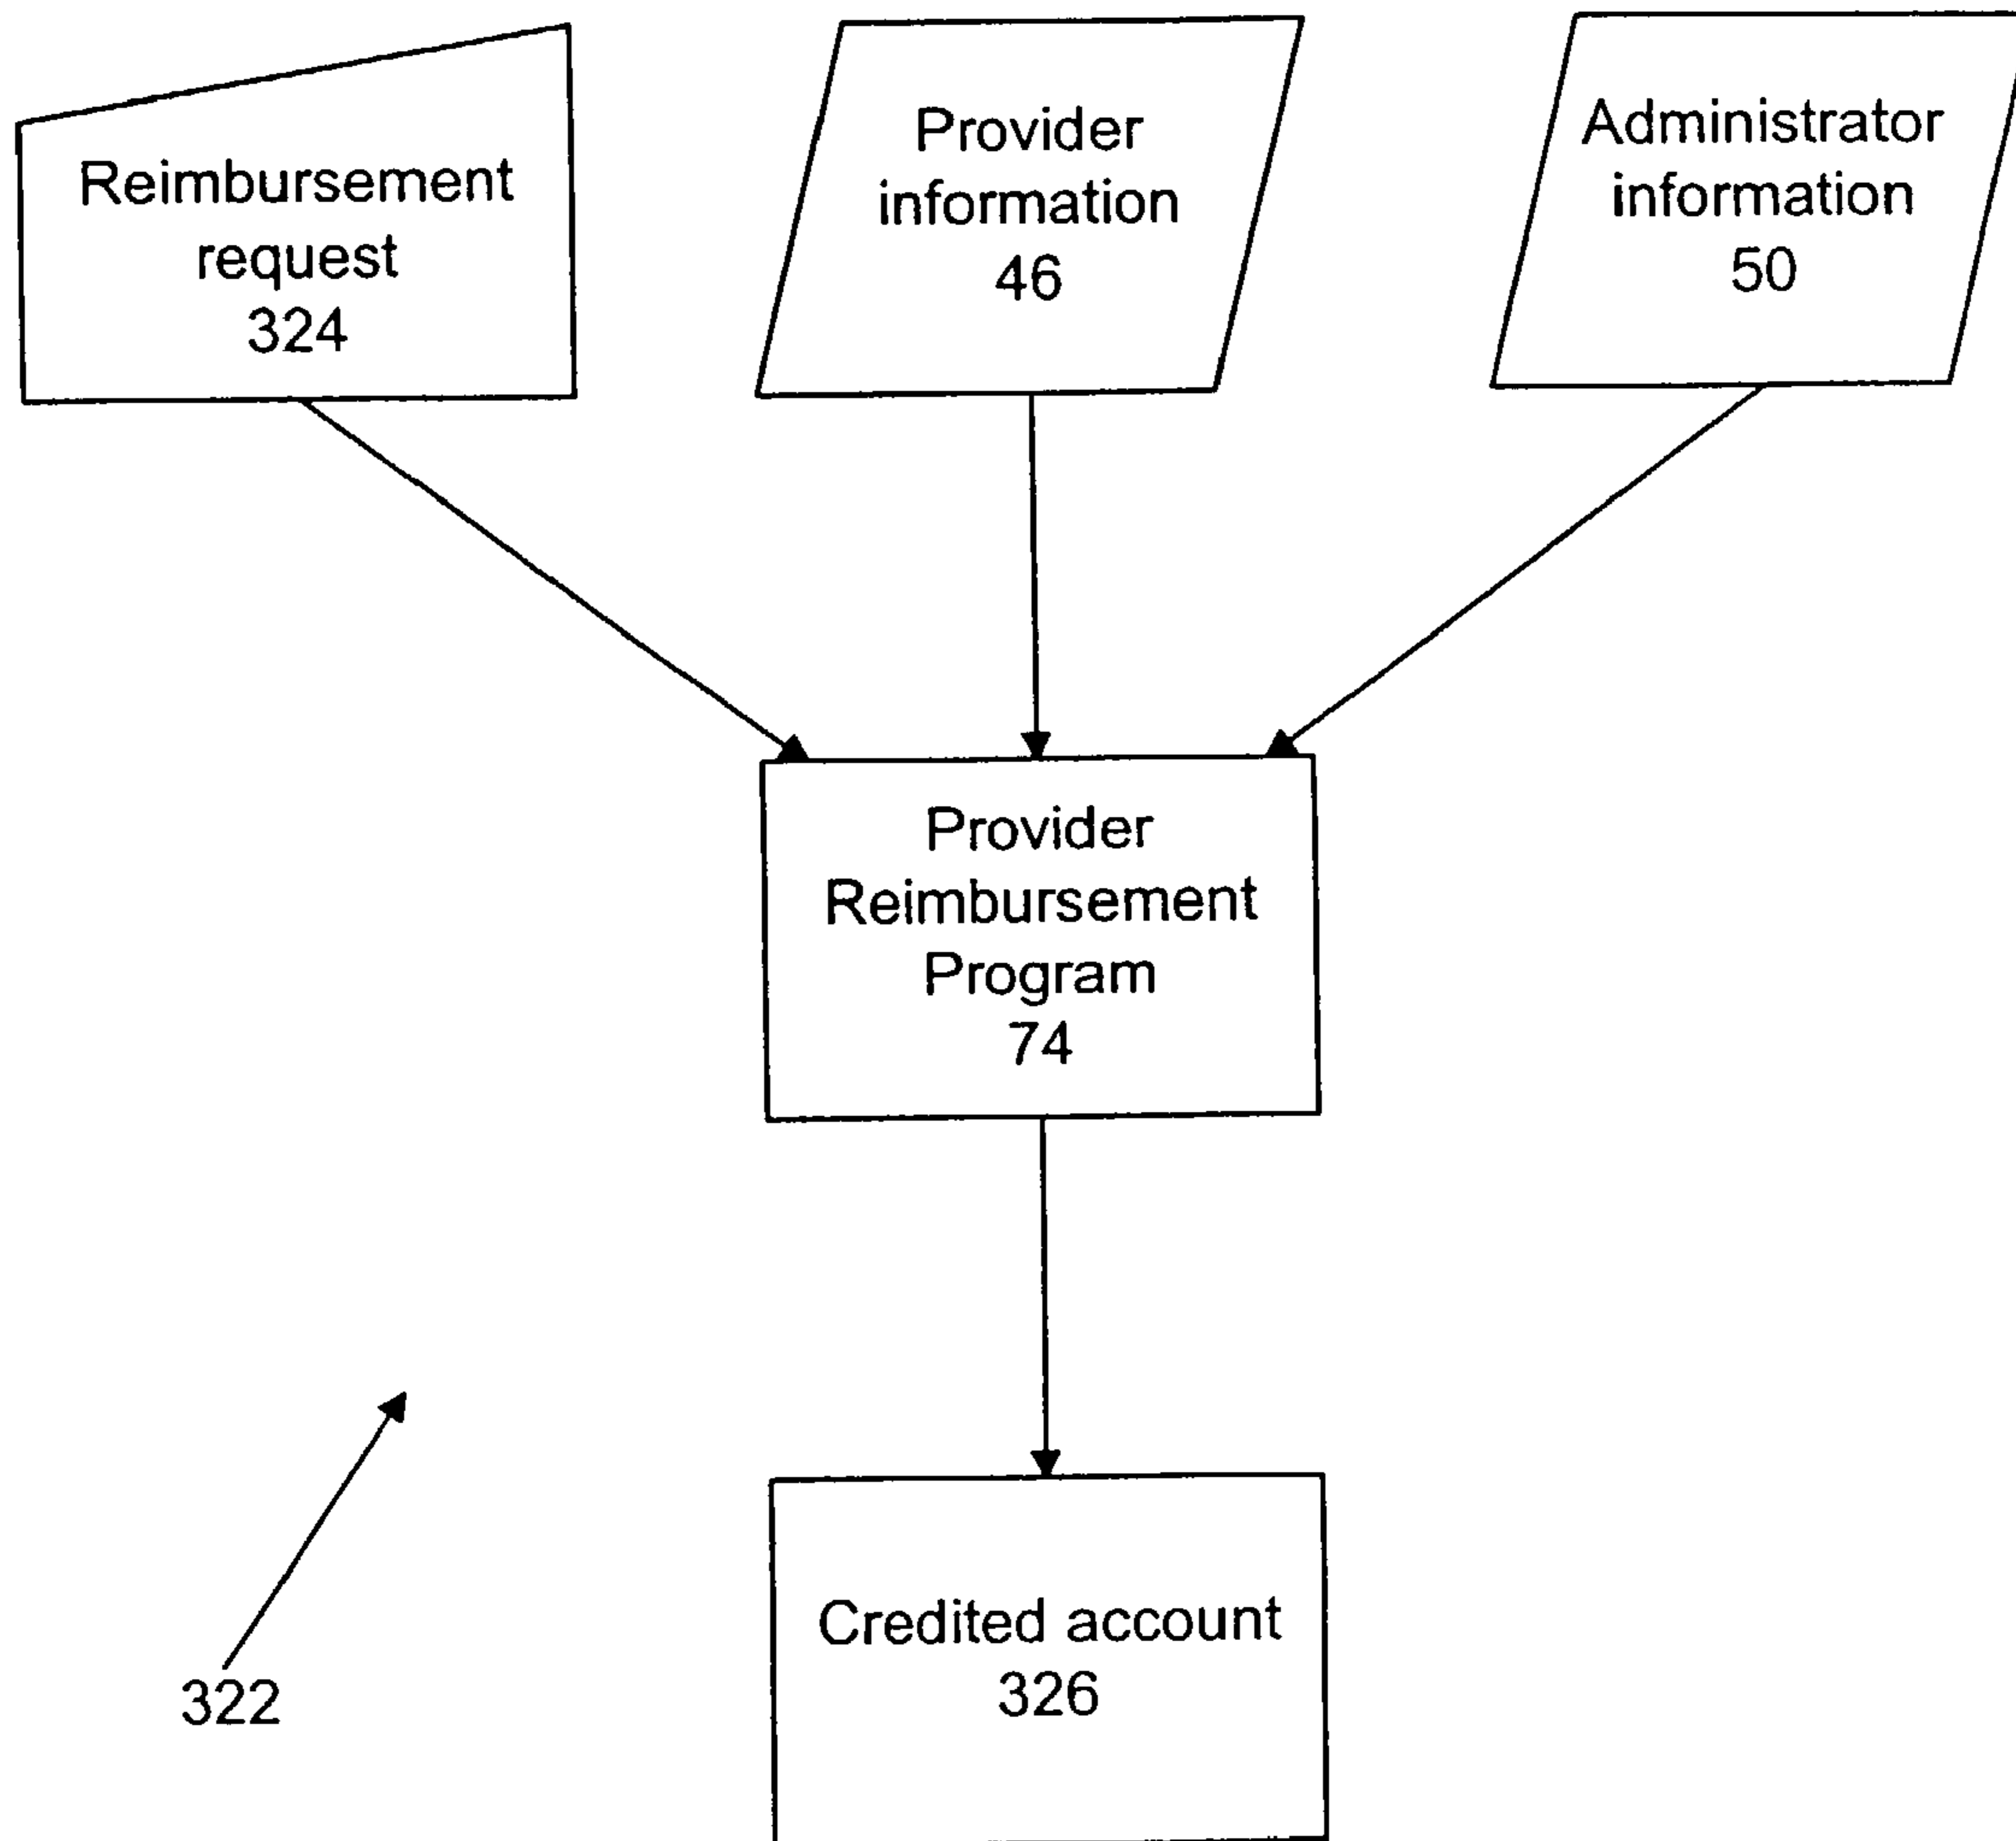 Reimbursement
request
324
Provider
information
46
Administrator
information
50
Provider
Reimbursement
Program
74
Credited account
326
322